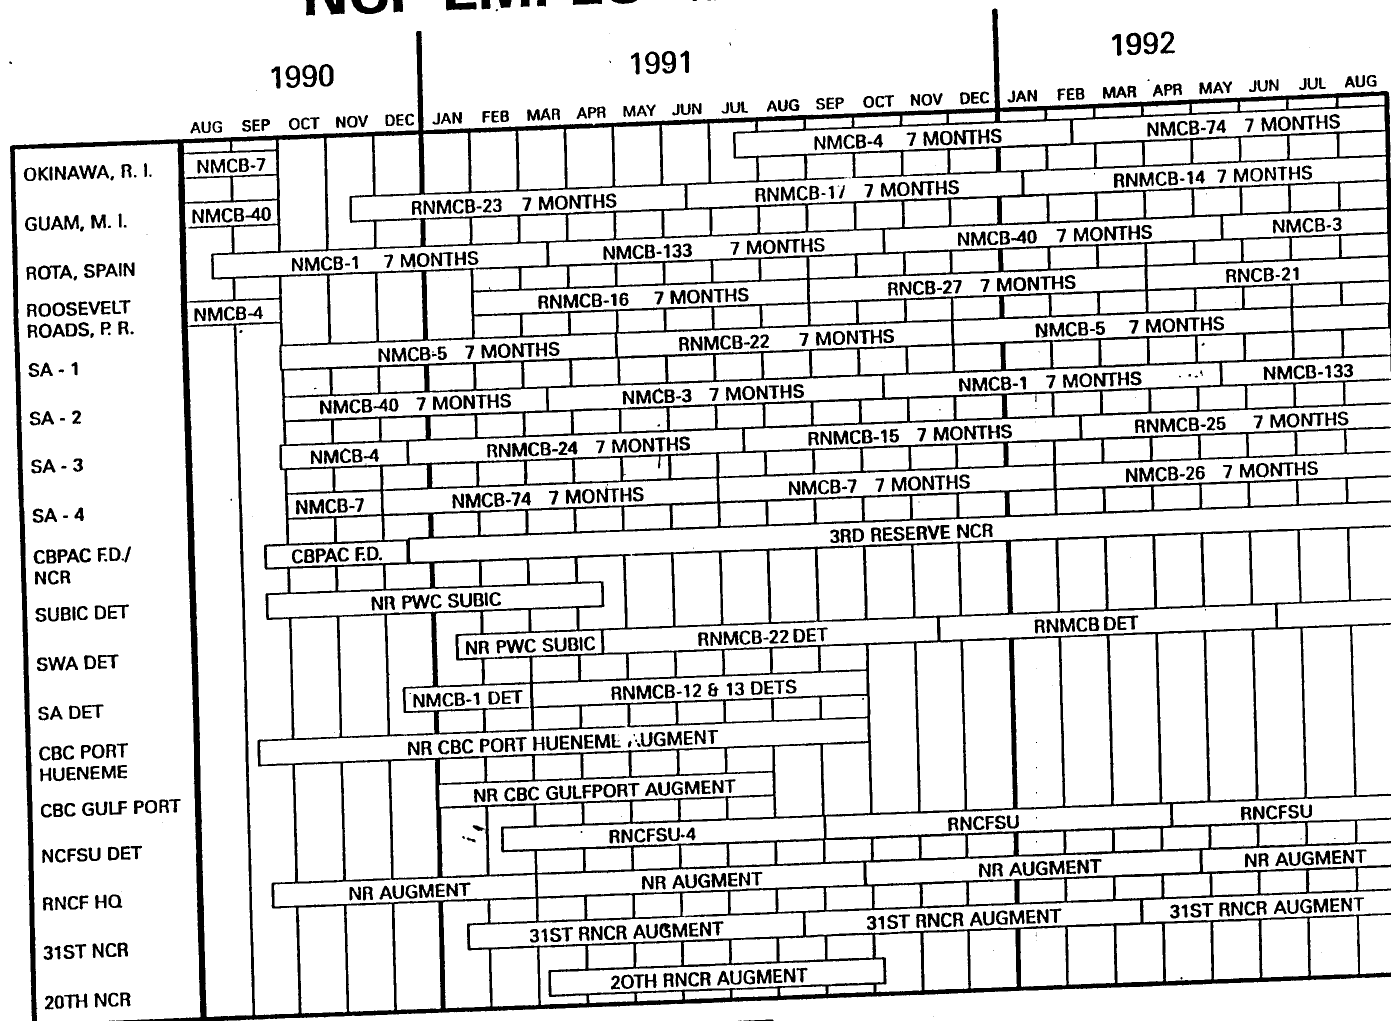 1990 1991 1992
AUG SEP OCT NOV DEC JAN FEB MAR APR MAY JUN JUL AUG SEP OCT NOV DEC JAN FEB MAR APR MAY JUN JUL AUG
OKINAWA, R. I. NMCB-7 NMCB-4 7 MONTHS NMCB-74 7 MONTHS
GUAM, M. I. NMCB-40 RNMCB-23 7 MONTHS RNMCB-17 7 MONTHS RNMCB-14 7 MONTHS
ROTA, SPAIN NMCB-1 7 MONTHS NMCB-133 7 MONTHS NMCB-40 7 MONTHS NMCB-3
ROOSEVELT
ROADS, P. R. NMCB-4 RNMCB-16 7 MONTHS RNCB-27 7 MONTHS RNCB-21
SA - 1 NMCB-5 7 MONTHS RNMCB-22 7 MONTHS NMCB-5 7 MONTHS
SA - 2 NMCB-40 7 MONTHS NMCB-3 7 MONTHS NMCB-1 7 MONTHS NMCB-133
SA - 3 NMCB-4 RNMCB-24 7 MONTHS RNMCB-15 7 MONTHS RNMCB-25 7 MONTHS
SA - 4 NMCB-7 NMCB-74 7 MONTHS NMCB-7 7 MONTHS NMCB-26 7 MONTHS
CBPAC F.D./
NCR CBPAC F.D. 3RD RESERVE NCR
SUBIC DET NR PWC SUBIC
SWA DET NR PWC SUBIC RNMCB-22 DET RNMCB DET
SA DET NMCB-1 DET RNMCB-12 & 13 DETS
CBC PORT
HUENEME NR CBC PORT HUENEME AUGMENT
CBC GULF PORT NR CBC GULFPORT AUGMENT
NCFSU DET RNCFSU-4 RNCFSU RNCFSU
RNCF HQ NR AUGMENT NR AUGMENT NR AUGMENT NR AUGMENT
31ST NCR 31ST RNCR AUGMENT 31ST RNCR AUGMENT 31ST RNCR AUGMENT
20TH NCR 20TH RNCR AUGMENT